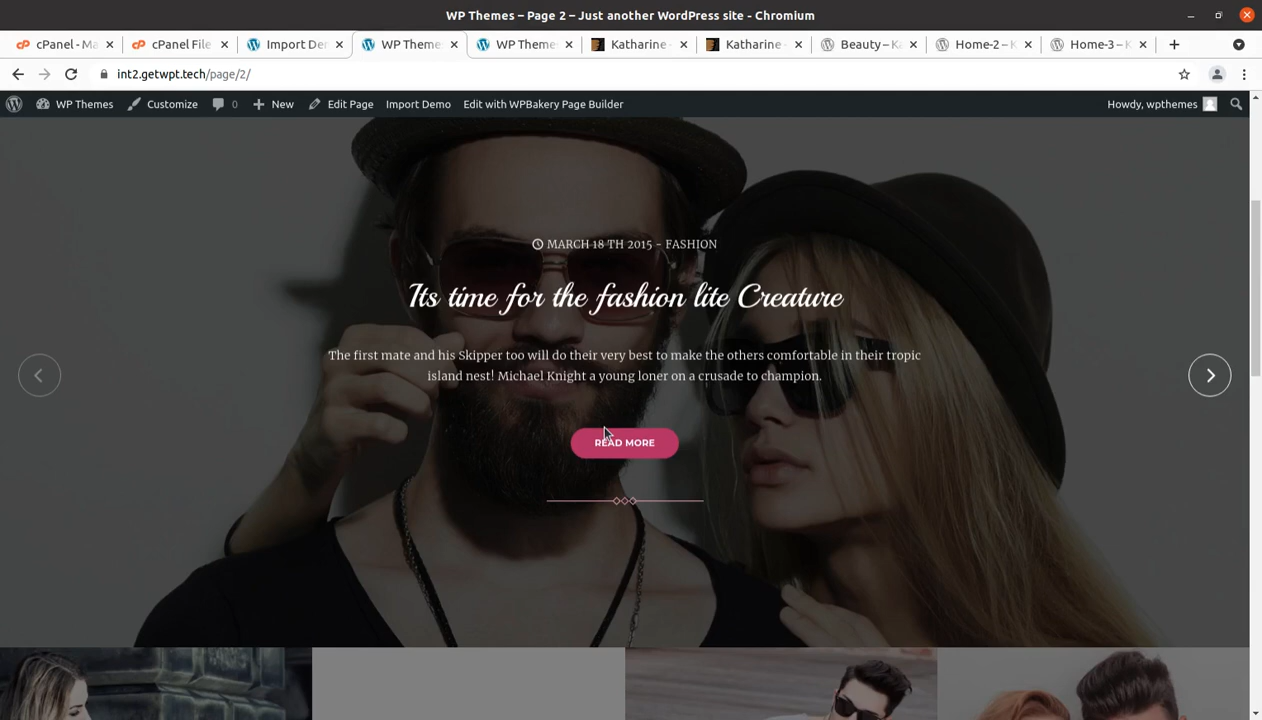 WP Themes – Page 2 – Just another WordPress site - Chromium
cPanel - Ma
cPanel File
Import Der
WP Theme
WP Theme
Katharine
Katharine
Beauty – K
Home-2 – K
Home-3 – K
int2.getwpt.tech/page/2/
WP Themes
Customize
0
New
Edit Page
Import Demo
Edit with WPBakery Page Builder
Howdy, wpthemes
MARCH 18 TH 2015 - FASHION
Its time for the fashion lite Creature
The first mate and his Skipper too will do their very best to make the others comfortable in their tropic
island nest! Michael Knight a young loner on a crusade to champion.
READ MORE